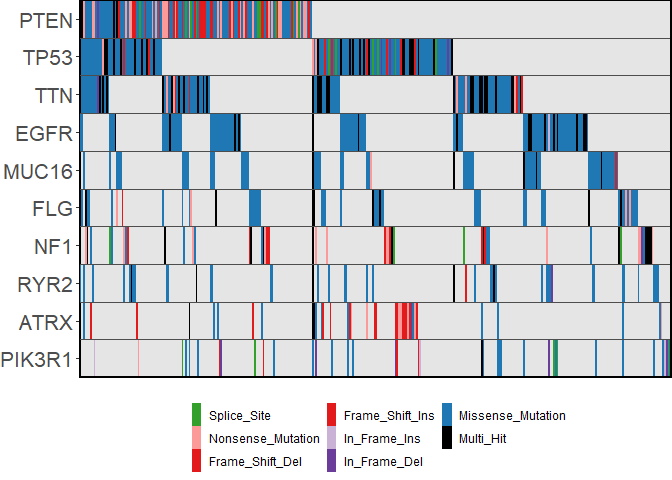 PTEN
TP53
TTN
EGFR
MUC16
FLG
NF1
RYR2
ATRX
PIK3R1
Splice_Site
Frame_Shift_Ins
Missense_Mutation
Nonsense_Mutation
In_Frame_Ins
Multi_Hit
Frame_Shift_Del
In_Frame_Del